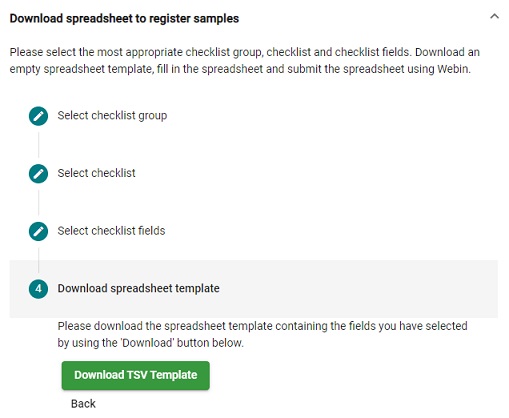 Download spreadsheet to register samples
Please select the most appropriate checklist group, checklist and checklist fields. Download an
empty spreadsheet template, fill in the spreadsheet and submit the spreadsheet using Webin.
Select checklist group
Select checklist
Select checklist fields
4 Download spreadsheet template
Please download the spreadsheet template containing the fields you have selected
by using the 'Download' button below.
Download TSV Template
Back